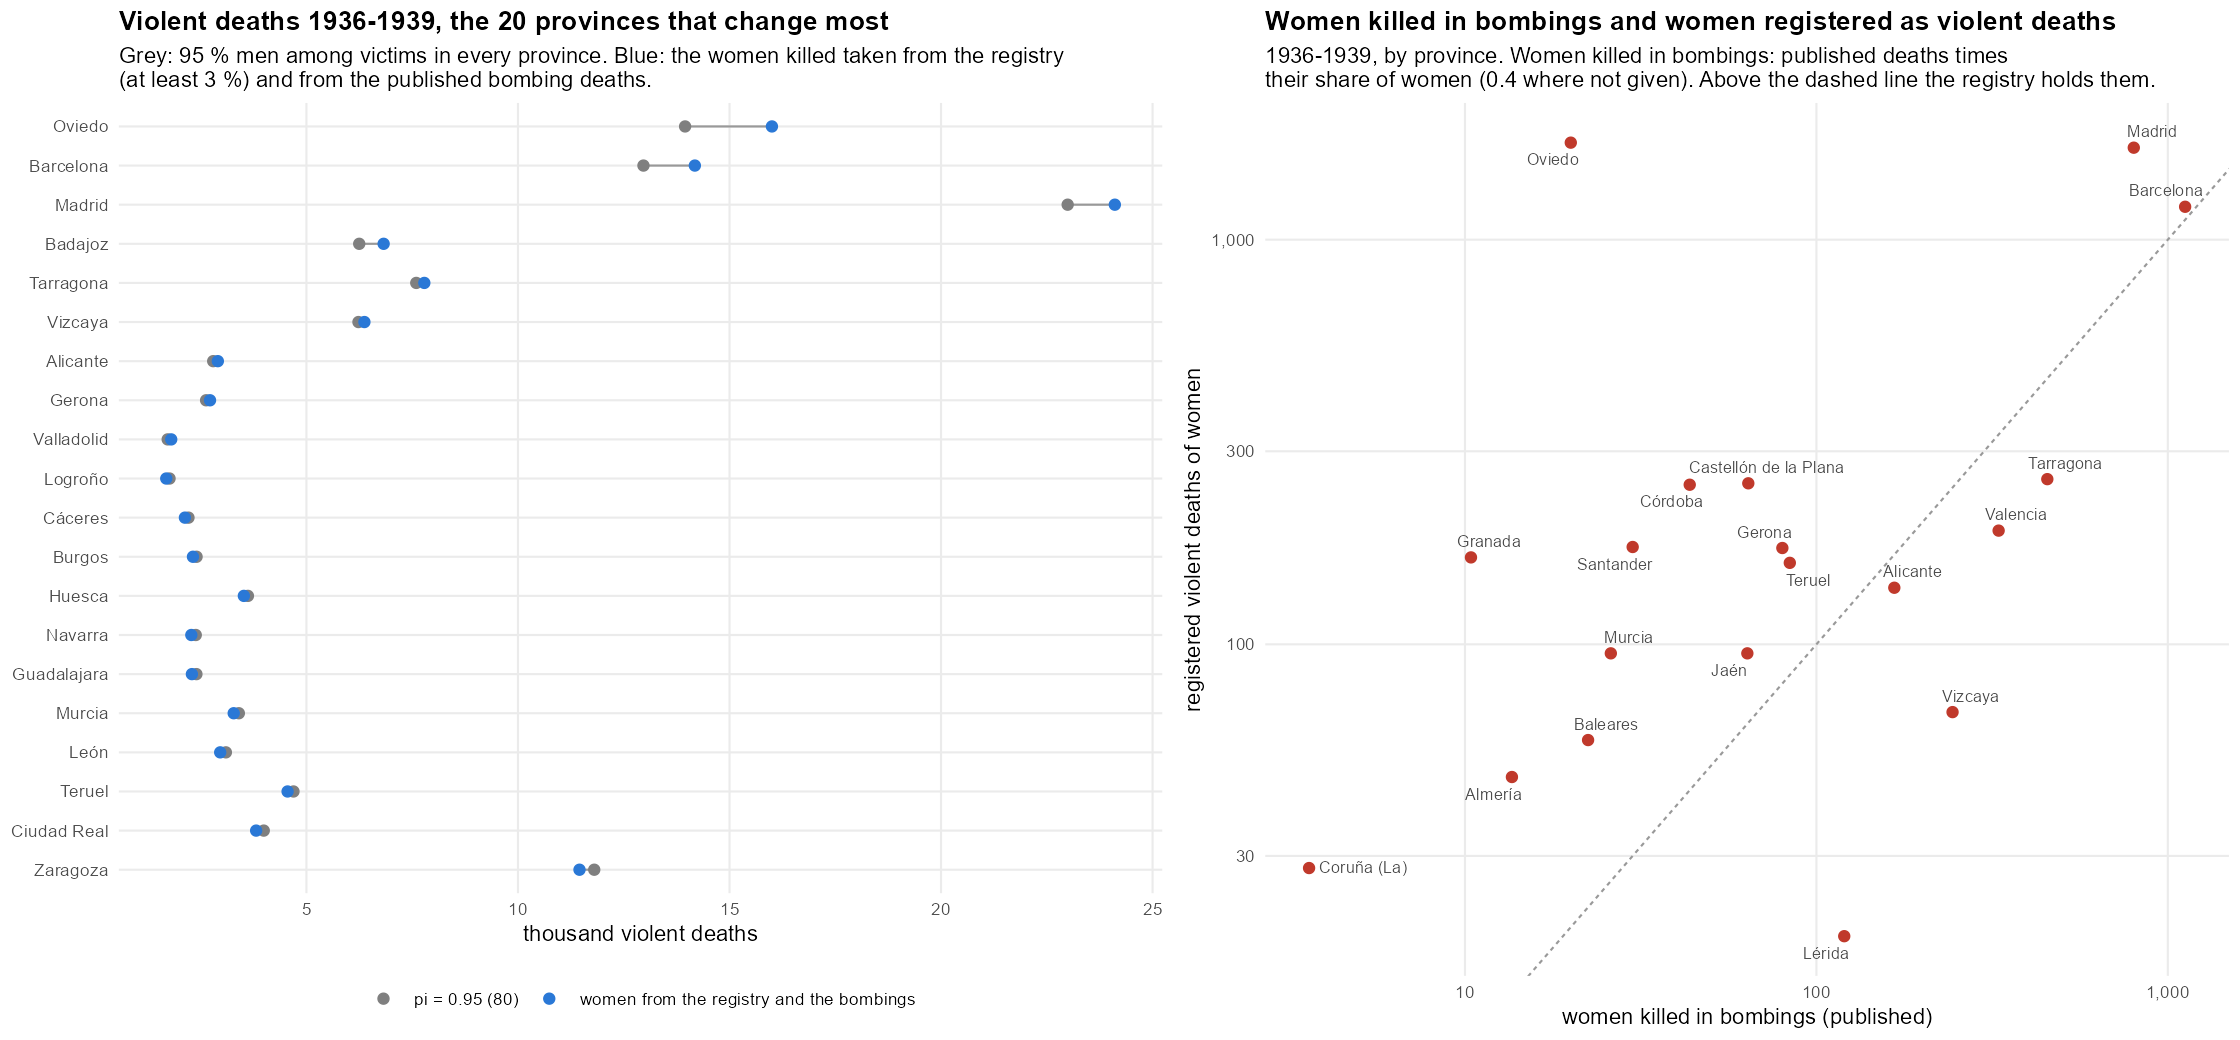 Violent deaths 1936-1939, the 20 provinces that change most
Grey: 95 % men among victims in every province. Blue: the women killed taken from the registry
(at least 3 %) and from the published bombing deaths.
Oviedo
Barcelona
Madrid
Badajoz
Tarragona
Vizcaya
Alicante
Gerona
Valladolid
Logroño
Cáceres
Burgos
Huesca
Navarra
Guadalajara
Murcia
León
Teruel
Ciudad Real
Zaragoza
5 10 15 20 25
thousand violent deaths
pi = 0.95 (80) women from the registry and the bombings
Women killed in bombings and women registered as violent deaths
1936-1939, by province. Women killed in bombings: published deaths times
their share of women (0.4 where not given). Above the dashed line the registry holds them.
registered violent deaths of women
1,000
300
100
30
Madrid
Oviedo
Barcelona
Tarragona
Castellón de la Plana
Córdoba
Valencia
Gerona
Granada
Santander
Teruel
Alicante
Murcia
Jaén
Vizcaya
Baleares
Almería
Coruña (La)
Lérida
10 100 1,000
women killed in bombings (published)